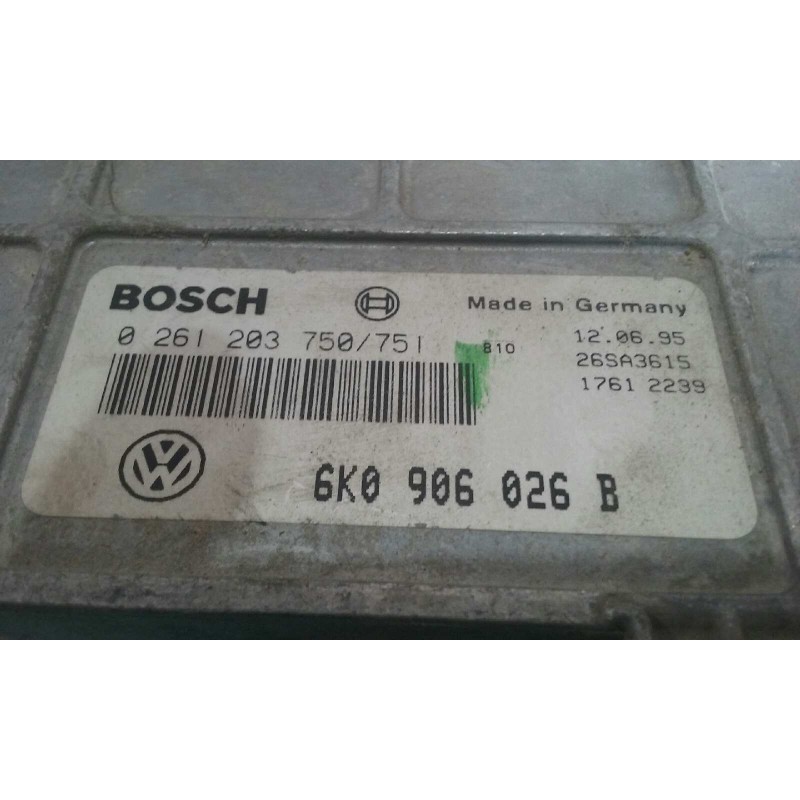 BOSCH
Made in Germany
0 261 203 750/751
810
12.06.95
26SA3615
1761 2239
6K0 906 026 B